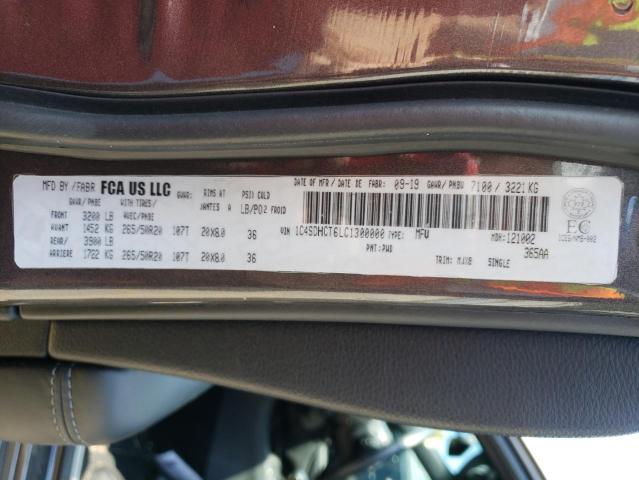 MFD BY /FABR FCA US LLC
GAWR/PNBE WITH TIRES/ GVWR: RIMS AT PSI COLD
FRONT 3200 LB AVEC/PNBE JANTES A LB/PO2 FROID
AVANT 1452 KG 265/50R20 107T 20X8.0 36
REAR/ 3900 LB
ARRIERE 1722 KG 265/50R20 107T 20X8.0 36
DATE OF MFR/ DATE DE FABR: 09-19 GAWR/ PNBV 7100 / 3221 KG
VIN 1C4SDHCT6LC1300000 TYPE: MPV MDH: 121002
PNT: PW8 365AA
TRIM: MJX8 SINGLE
EC